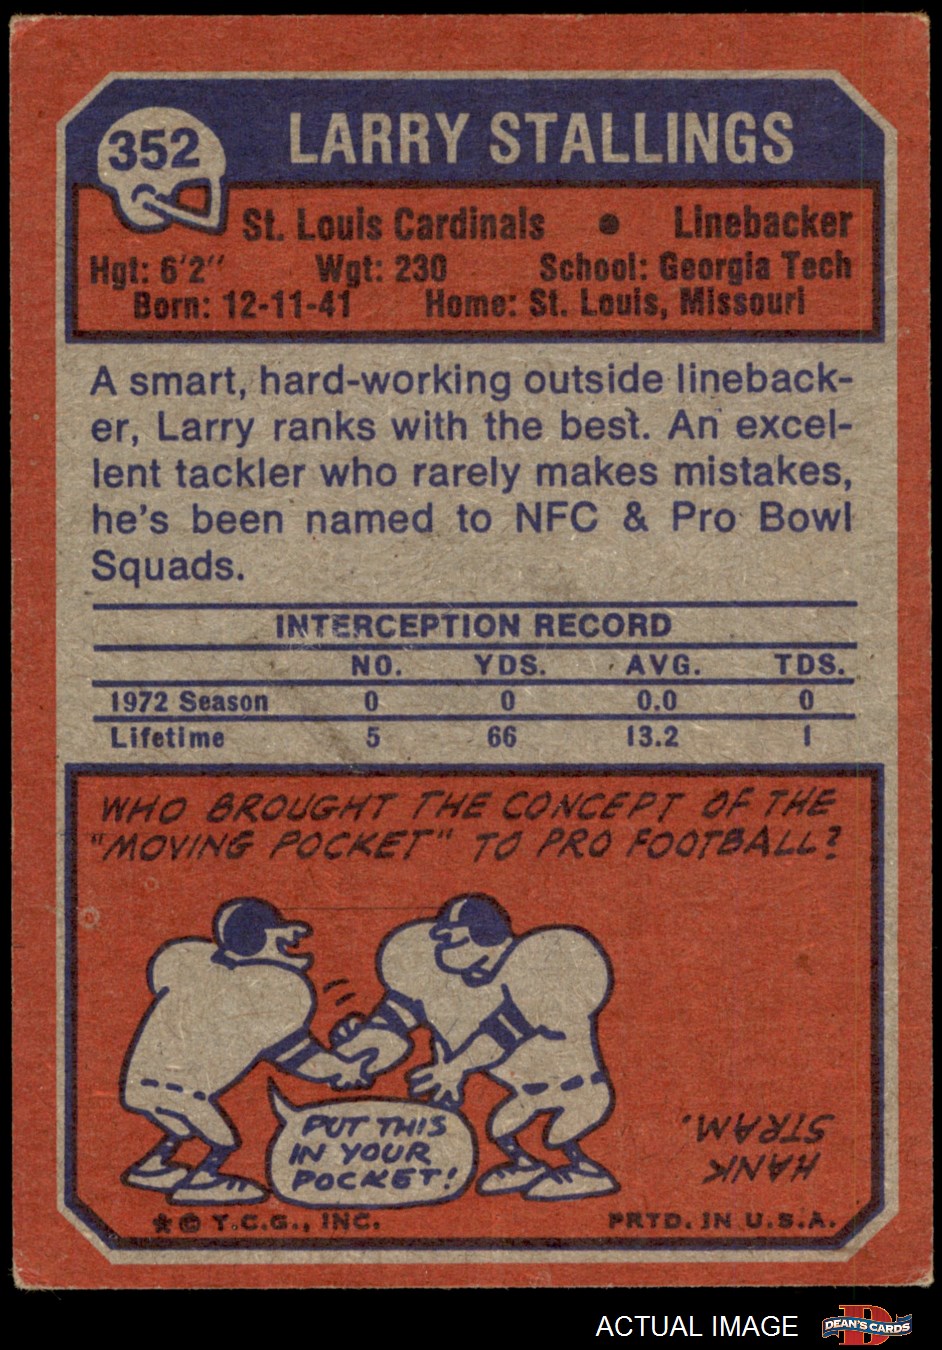 352
LARRY STALLINGS
St. Louis Cardinals • Linebacker
Hgt: 6'2" Wgt: 230 School: Georgia Tech
Born: 12-11-41 Home: St. Louis, Missouri
A smart, hard-working outside lineback-
er, Larry ranks with the best. An excel-
lent tackler who rarely makes mistakes,
he's been named to NFC & Pro Bowl
Squads.
INTERCEPTION RECORD
NO. YDS. AVG. TDS.
1972 Season 0 0 0.0 0
Lifetime 5 66 13.2 1
WHO BROUGHT THE CONCEPT OF THE
"MOVING POCKET" TO PRO FOOTBALL?
PUT THIS
IN YOUR
POCKET!
HANK
STRAM.
★ © T.C.G., INC. PRTD. IN U.S.A.
ACTUAL IMAGE
D
DEAN'S CARDS